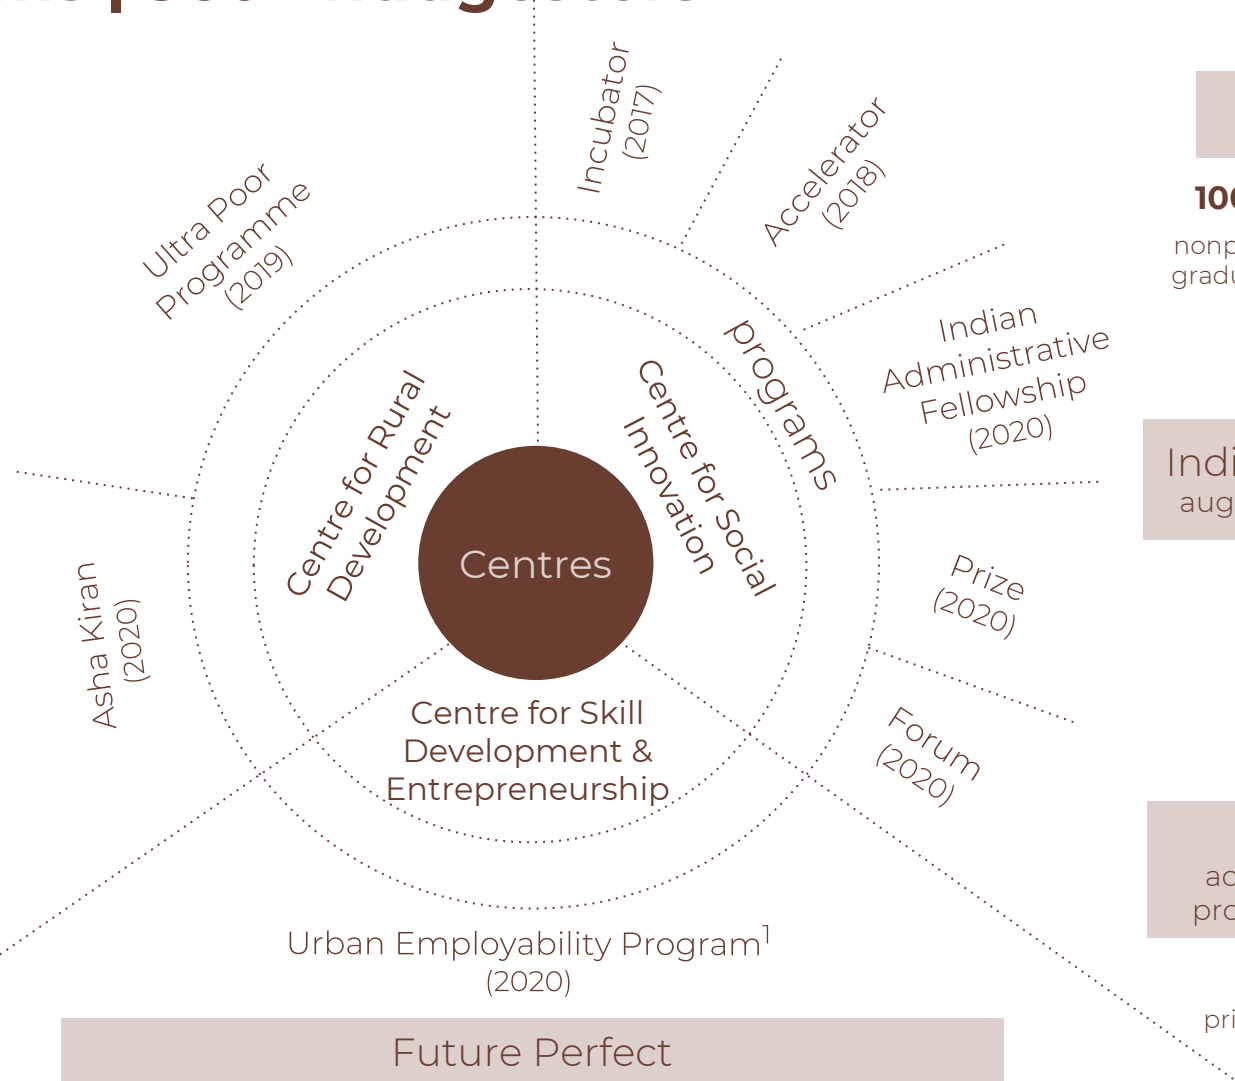 Incubator
(2017)
Accelerator
(2018)
Ultra Poor
Programme
(2019)
Indian
Administrative
Fellowship
(2020)
programs
Centre for Rural
Development
Centre for Social
Innovation
Centres
Asha Kiran
(2020)
Prize
(2020)
Forum
(2020)
Centre for Skill
Development &
Entrepreneurship
Urban Employability Program1
(2020)
Future Perfect